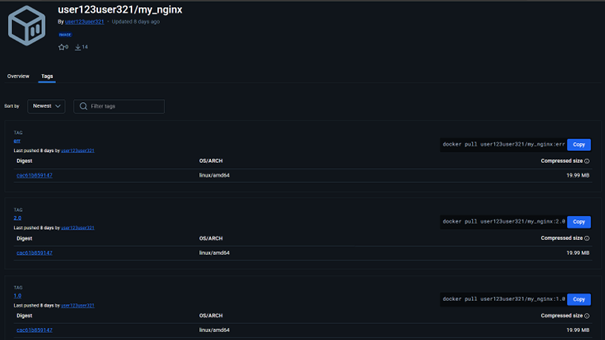 user123user321/my_nginx
By user123user321 • Updated 8 days ago
IMAGE
☆0 14
Overview Tags
Sort by Newest Filter tags
TAG
err
docker pull user123user321/my_nginx:err Copy
Last pushed 8 days by user123user321
Digest OS/ARCH Compressed size
cac61b859147 linux/amd64 19.99 MB
TAG
2.0
docker pull user123user321/my_nginx:2.0 Copy
Last pushed 8 days by user123user321
Digest OS/ARCH Compressed size
cac61b859147 linux/amd64 19.99 MB
TAG
1.0
docker pull user123user321/my_nginx:1.0 Copy
Last pushed 8 days by user123user321
Digest OS/ARCH Compressed size
cac61b859147 linux/amd64 19.99 MB